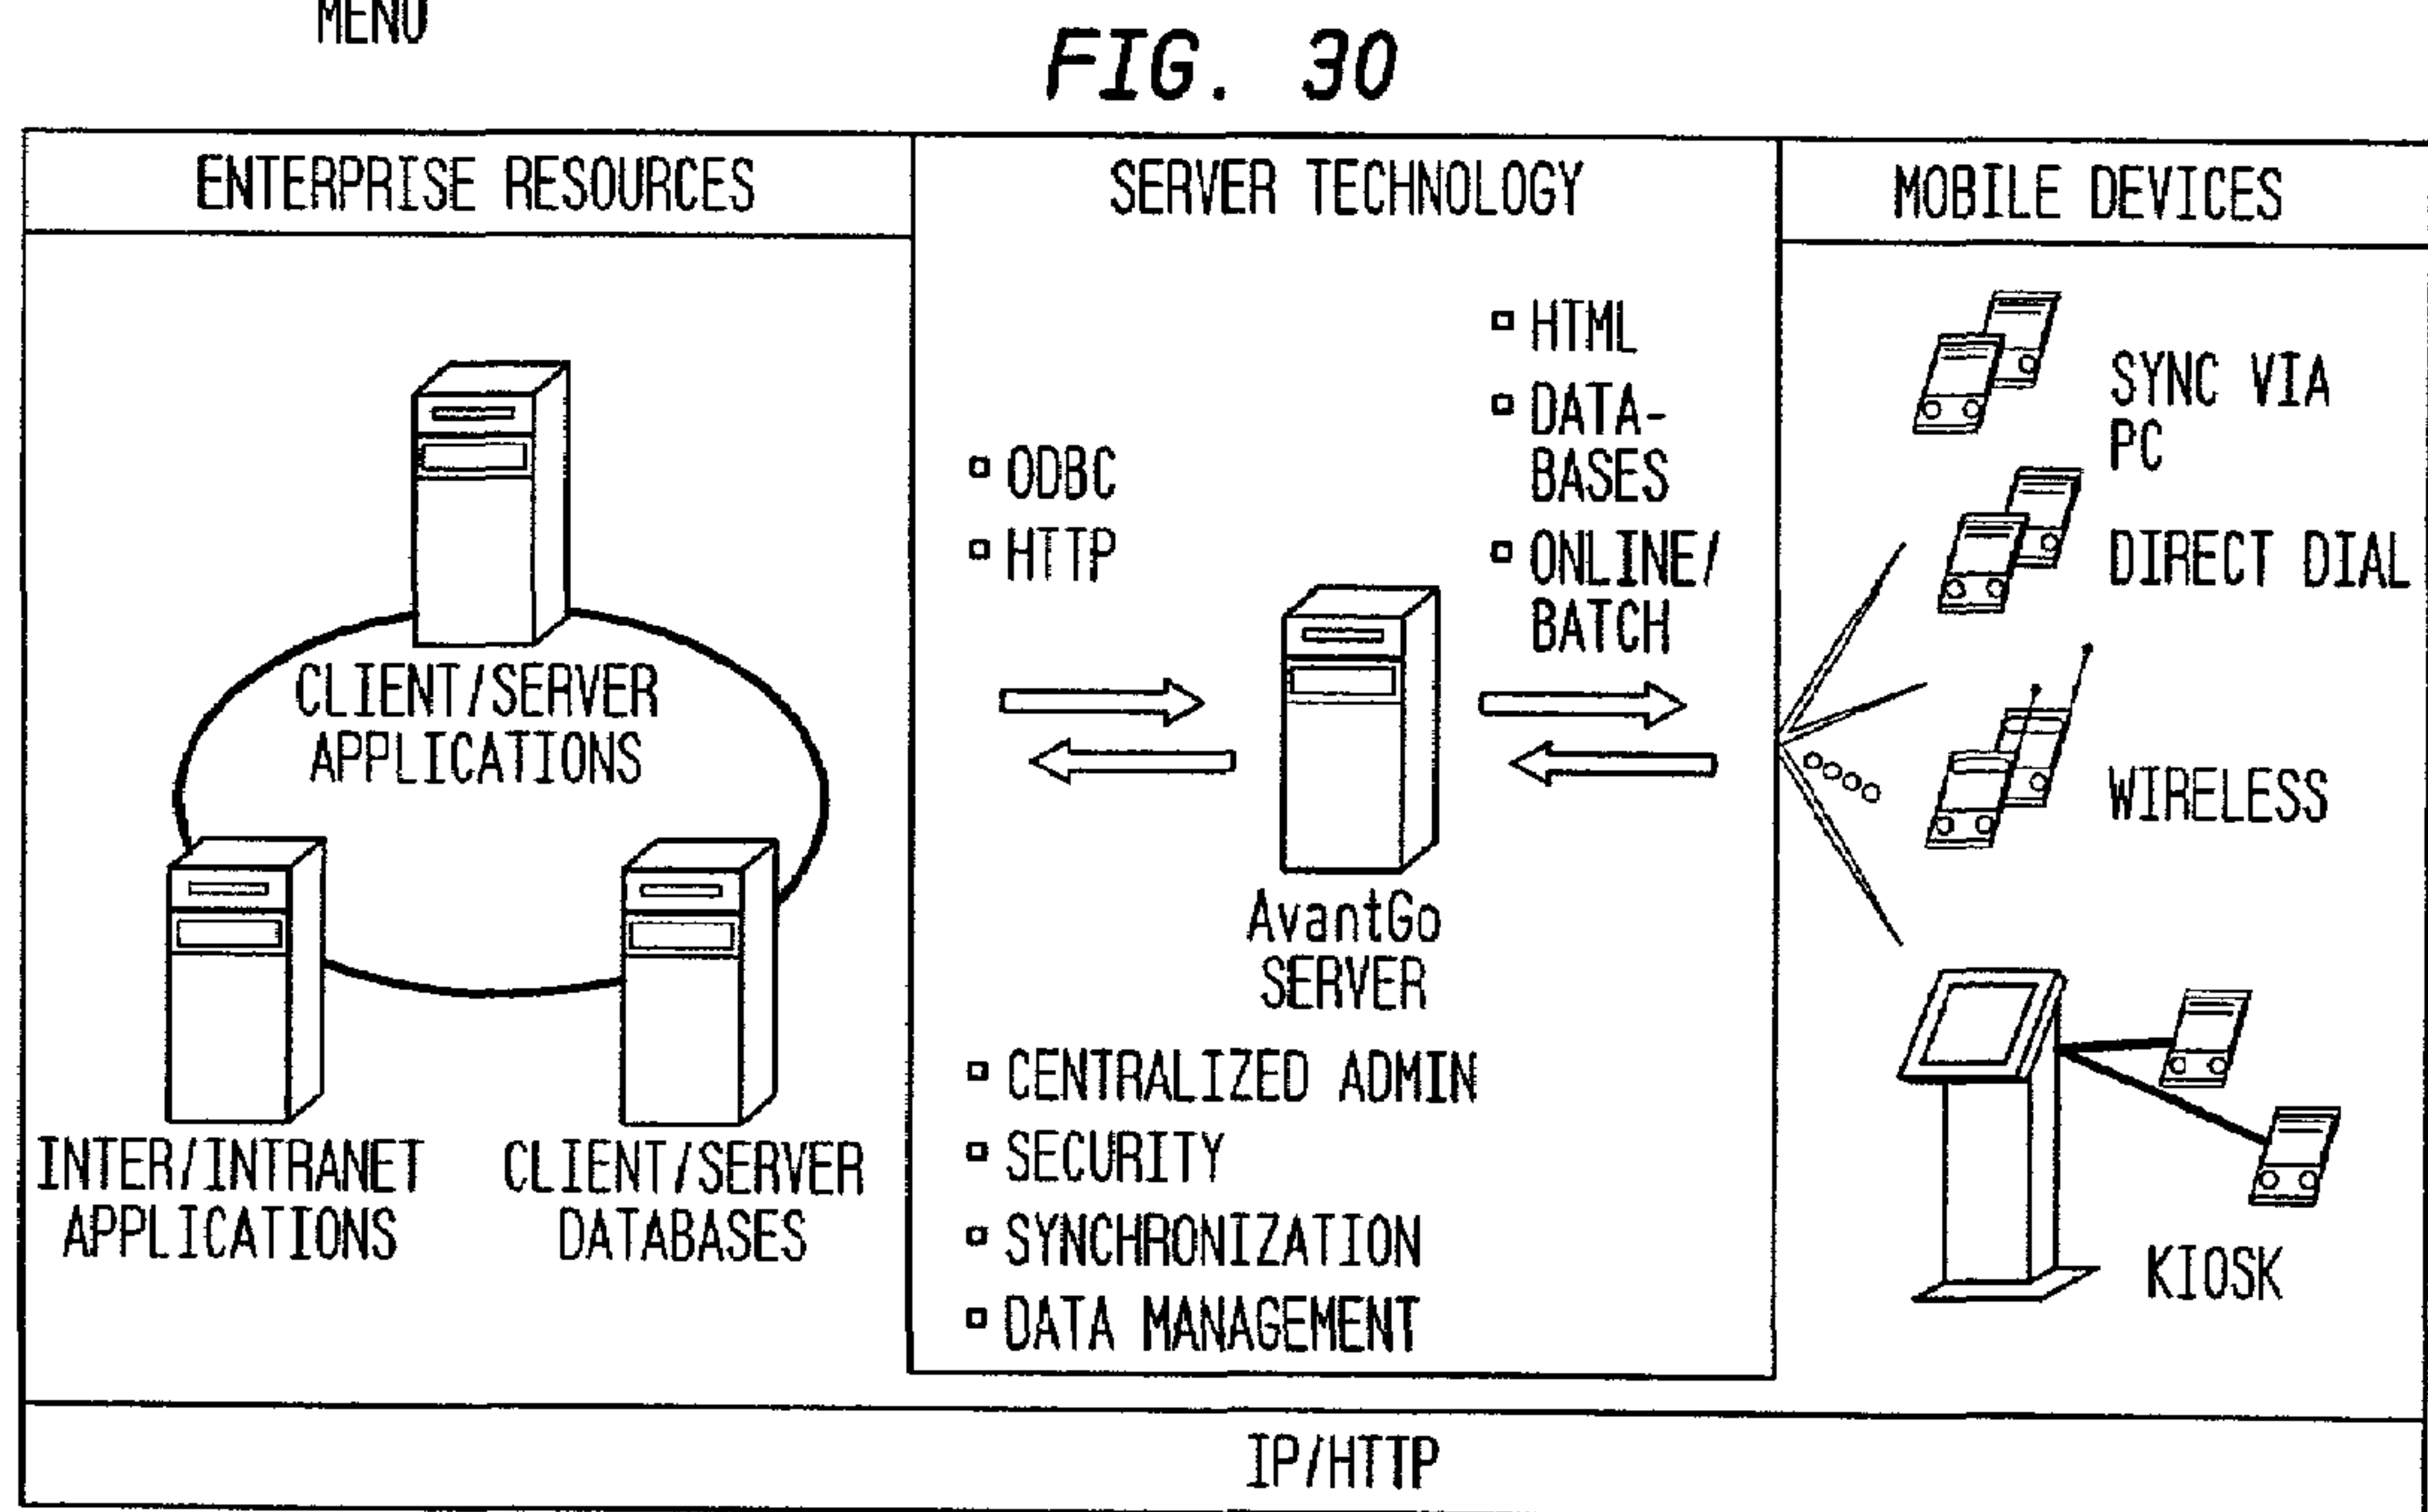 MENU
FIG. 30
ENTERPRISE RESOURCES
CLIENT/SERVER
APPLICATIONS
INTER/INTRANET
APPLICATIONS
CLIENT/SERVER
DATABASES
SERVER TECHNOLOGY
▫ ODBC
▫ HTTP
▫ HTML
▫ DATA-
BASES
▫ ONLINE/
BATCH
AvantGo
SERVER
▫ CENTRALIZED ADMIN
▫ SECURITY
▫ SYNCHRONIZATION
▫ DATA MANAGEMENT
MOBILE DEVICES
SYNC VIA
PC
DIRECT DIAL
WIRELESS
KIOSK
IP/HTTP